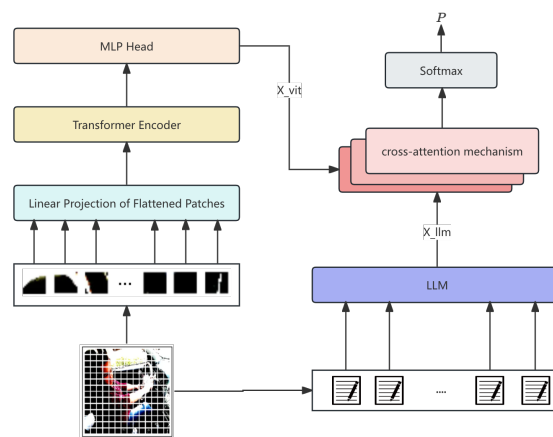 P
MLP Head
Softmax
X_vit
Transformer Encoder
cross-attention mechanism
Linear Projection of Flattened Patches
X_llm
...
LLM
....